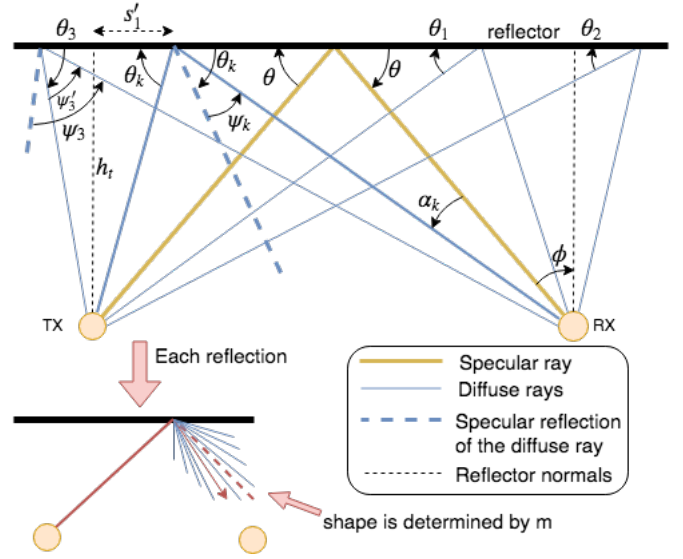 s′₁
θ₃
θ₁
reflector
θ₂
θₖ
θₖ
θ
θ
ψ′₃
ψ₃
ψₖ
hₜ
αₖ
ϕ
TX
RX
Each reflection
Specular ray
Diffuse rays
Specular reflection
of the diffuse ray
Reflector normals
shape is determined by m